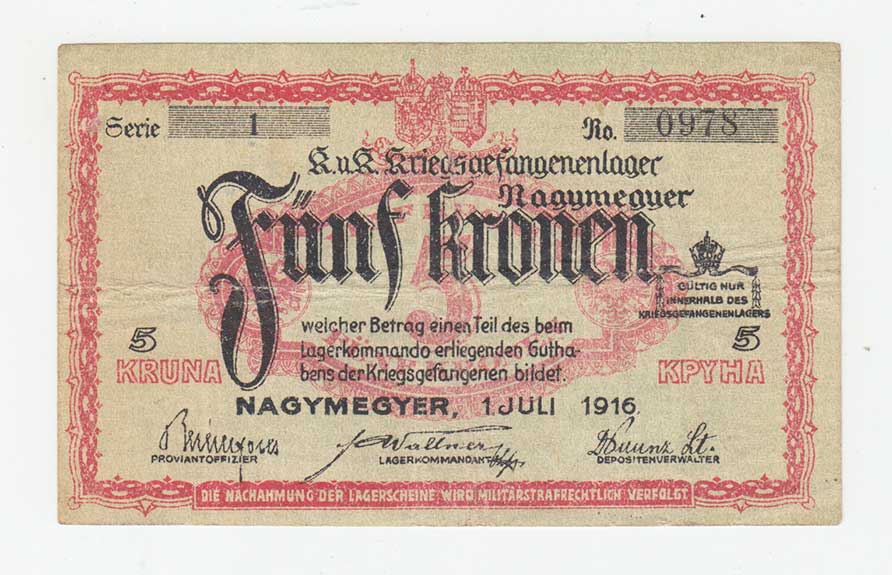 Serie 1 No. 0978
K.u.K. Kriegsgefangenenlager
Nagymegyer
Fünf Kronen
GÜLTIG NUR
INNERHALB DES
KRIEGSGEFANGENENLAGERS
welcher Betrag einen Teil des beim
Lagerkommando erliegenden Gutha-
bens der Kriegsgefangenen bildet.
5 5
KRUNA КРУНА
NAGYMEGYER, 1. JULI 1916.
PROVIANTOFFIZIER LAGERKOMMANDANT DEPOSITENVERWALTER
DIE NACHAHMUNG DER LAGERSCHEINE WIRD MILITÄRSTRAFRECHTLICH VERFOLGT